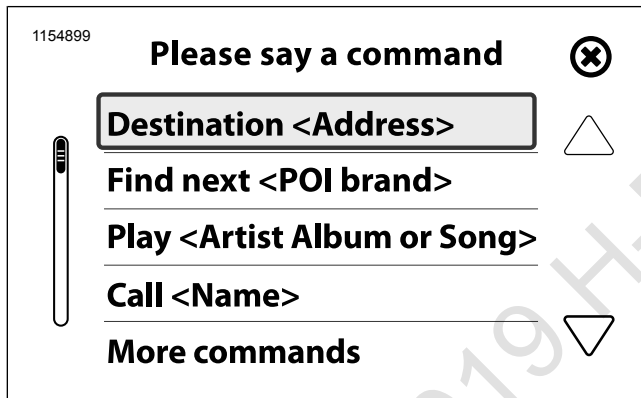 1154899
Please say a command
Destination <Address>
Find next <POI brand>
Play <Artist Album or Song>
Call <Name>
More commands